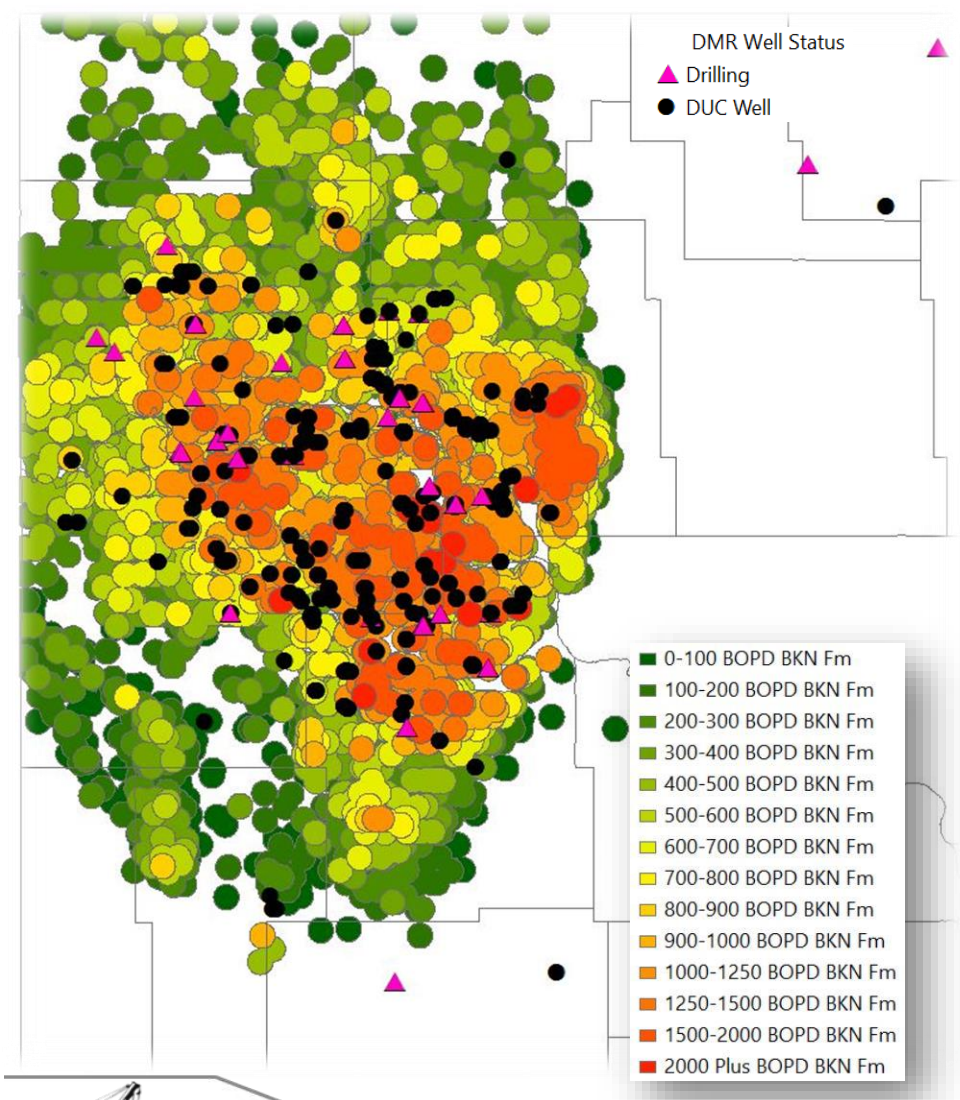 DMR Well Status
Drilling
DUC Well
0-100 BOPD BKN Fm
100-200 BOPD BKN Fm
200-300 BOPD BKN Fm
300-400 BOPD BKN Fm
400-500 BOPD BKN Fm
500-600 BOPD BKN Fm
600-700 BOPD BKN Fm
700-800 BOPD BKN Fm
800-900 BOPD BKN Fm
900-1000 BOPD BKN Fm
1000-1250 BOPD BKN Fm
1250-1500 BOPD BKN Fm
1500-2000 BOPD BKN Fm
2000 Plus BOPD BKN Fm